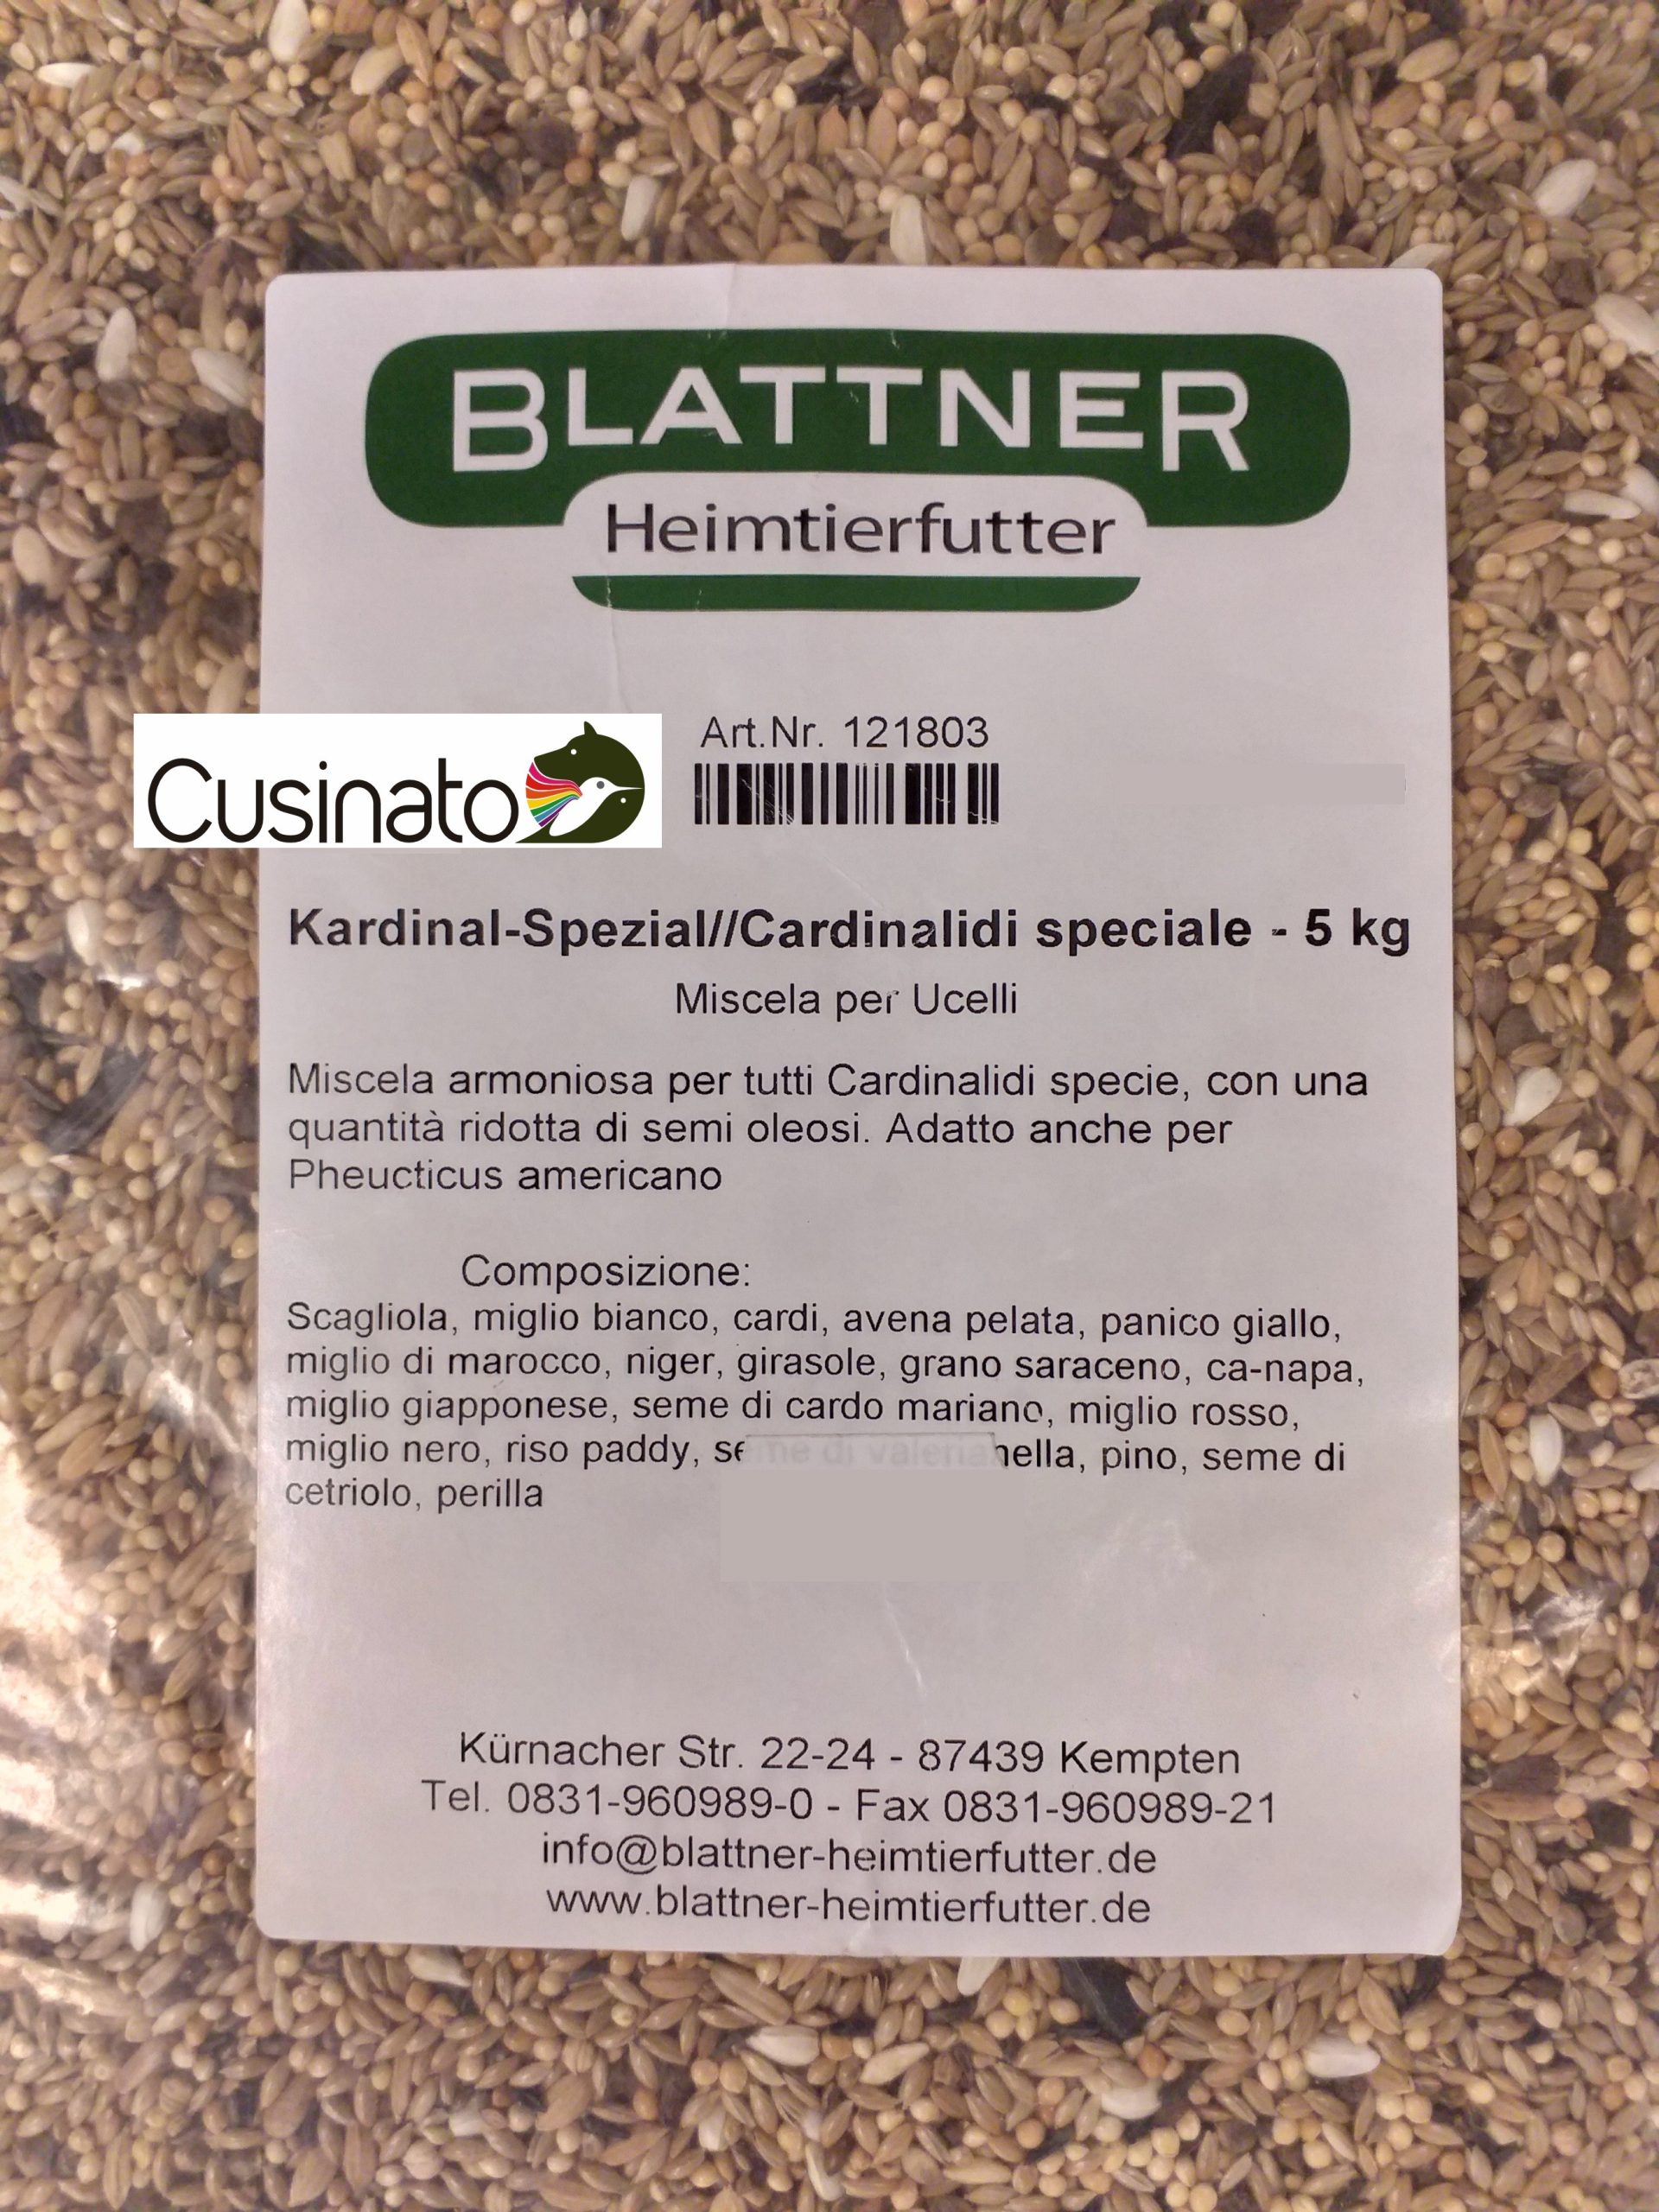 BLATTNER
Heimtierfutter
Art.Nr. 121803
Cusinato
Kardinal-Spezial//Cardinalidi speciale - 5 kg
Miscela per Ucelli
Miscela armoniosa per tutti Cardinalidi specie, con una
quantità ridotta di semi oleosi. Adatto anche per
Pheucticus americano
Composizione:
Scagliola, miglio bianco, cardi, avena pelata, panico giallo,
miglio di marocco, niger, girasole, grano saraceno, ca-napa,
miglio giapponese, seme di cardo mariano, miglio rosso,
miglio nero, riso paddy, seme di valerianella, pino, seme di
cetriolo, perilla
Kürnacher Str. 22-24 - 87439 Kempten
Tel. 0831-960989-0 - Fax 0831-960989-21
info@blattner-heimtierfutter.de
www.blattner-heimtierfutter.de